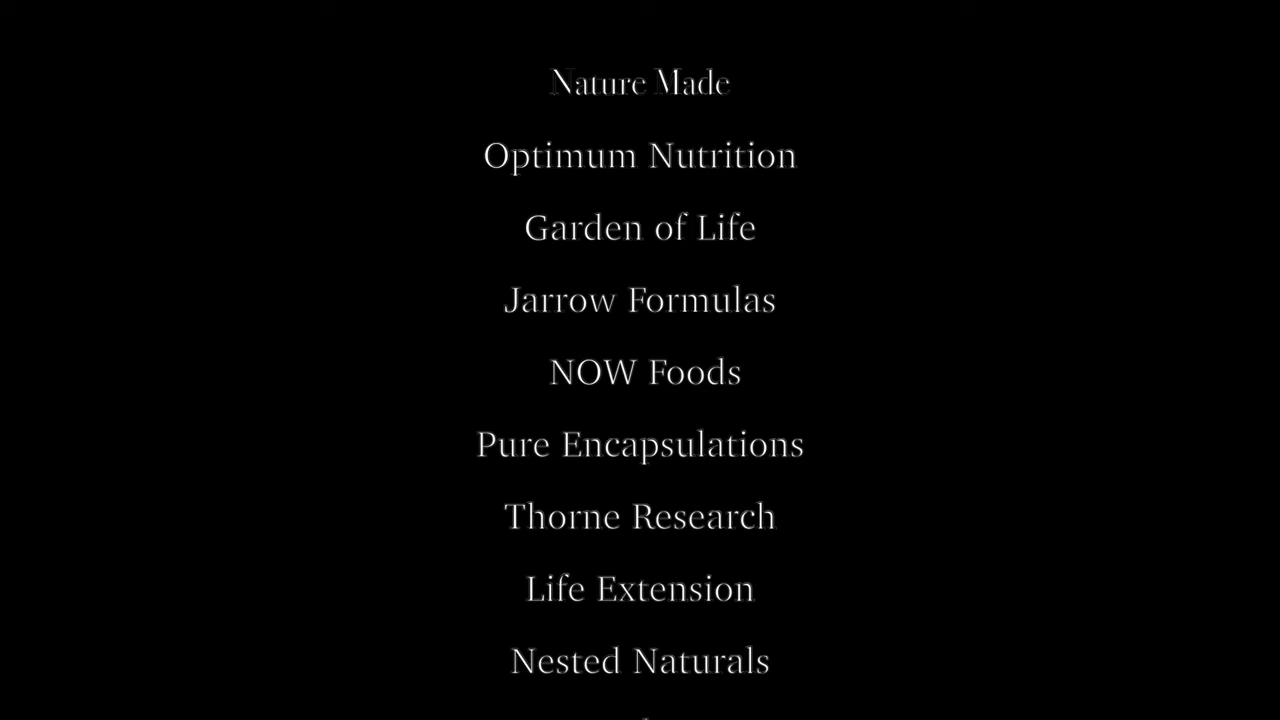 Nature Made
Optimum Nutrition
Garden of Life
Jarrow Formulas
NOW Foods
Pure Encapsulations
Thorne Research
Life Extension
Nested Naturals